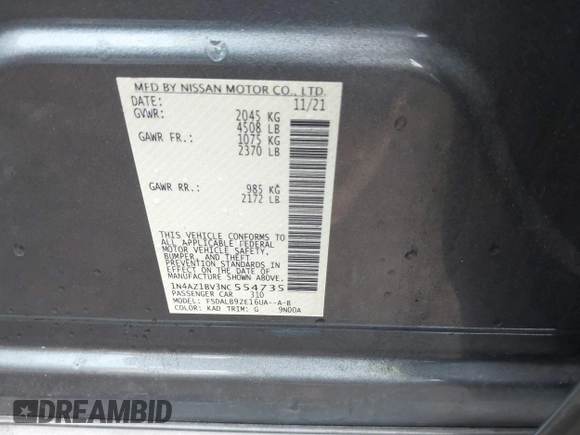 MFD BY NISSAN MOTOR CO., LTD.
DATE: 11/21
GVWR: 2045 KG
4508 LB
GAWR FR.: 1075 KG
2370 LB
GAWR RR.: 985 KG
2172 LB
THIS VEHICLE CONFORMS TO
ALL APPLICABLE FEDERAL
MOTOR VEHICLE SAFETY,
BUMPER, AND THEFT
PREVENTION STANDARDS IN
EFFECT ON THE DATE OF
MANUFACTURE SHOWN ABOVE.
1N4AZ1BV3NC 554735
PASSENGER CAR 310
MODEL: FSDALB92E16UA--A-B
COLOR: KAD TRIM: G 9N00A
DREAMBID